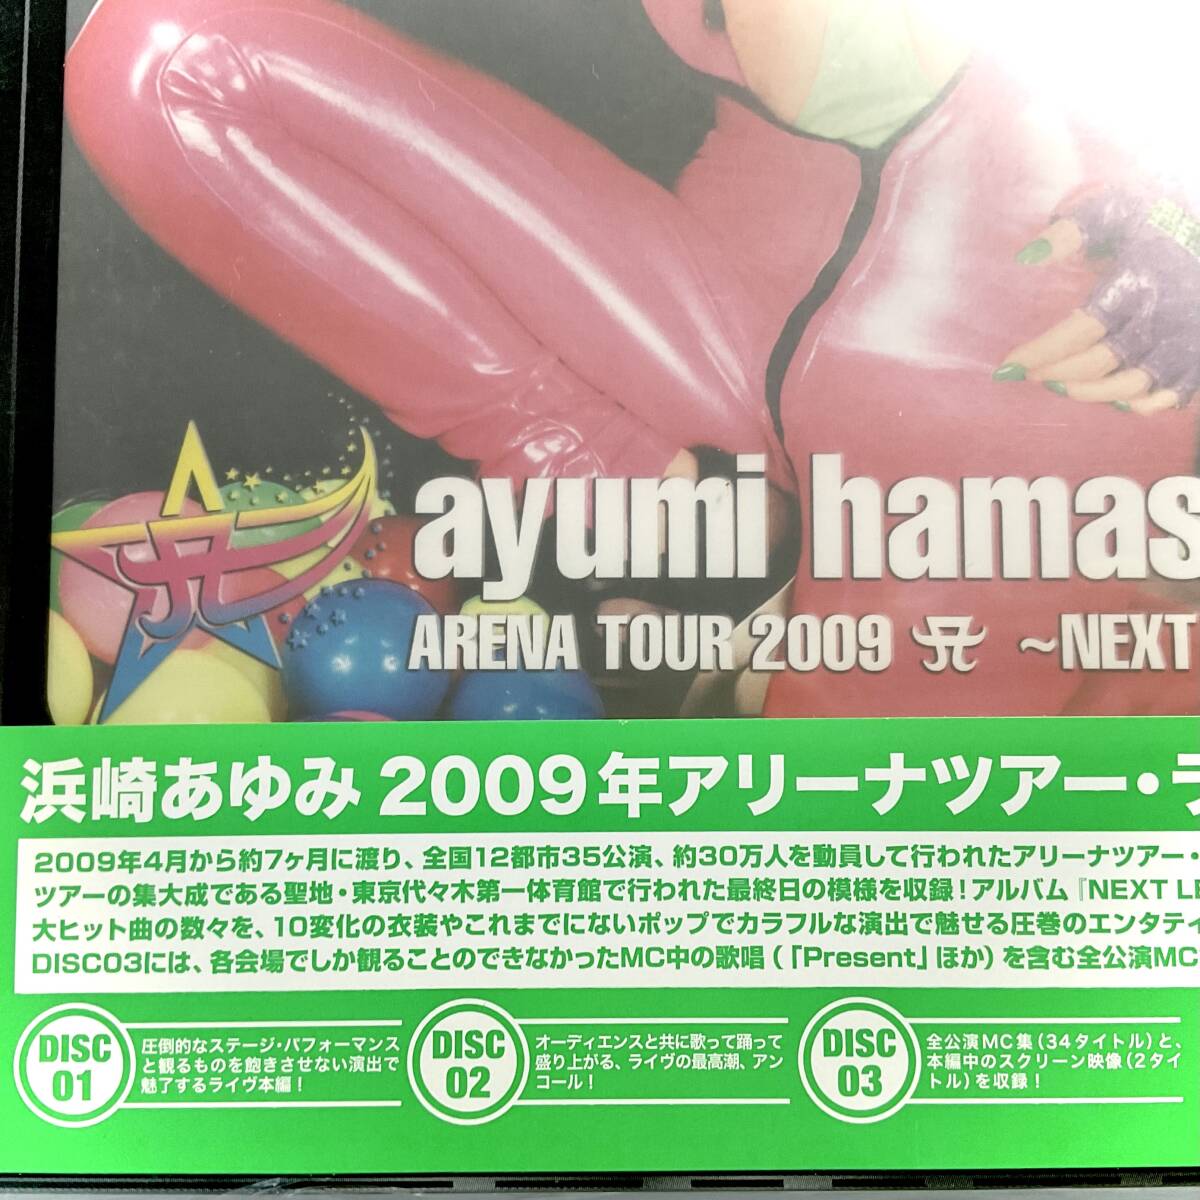 ayumi hamas
ARENA TOUR 2009 A ~NEXT
浜崎あゆみ 2009年アリーナツアー・ラ
2009年4月から約7ヶ月に渡り、全国12都市35公演、約30万人を動員して行われたアリーナツアー・
ツアーの集大成である聖地・東京代々木第一体育館で行われた最終日の模様を収録！アルバム『NEXT LE
大ヒット曲の数々を、10変化の衣装やこれまでにないポップでカラフルな演出で魅せる圧巻のエンタテイ
DISC03には、各会場でしか観ることのできなかったMC中の歌唱（「Present」ほか）を含む全公演MC
DISC
01
圧倒的なステージ・パフォーマンス
と観るものを飽きさせない演出で
魅了するライヴ本編！
DISC
02
オーディエンスと共に歌って踊って
盛り上がる、ライヴの最高潮、アン
コール！
DISC
03
全公演MC集（34タイトル）と、
本編中のスクリーン映像（2タイ
トル）を収録！